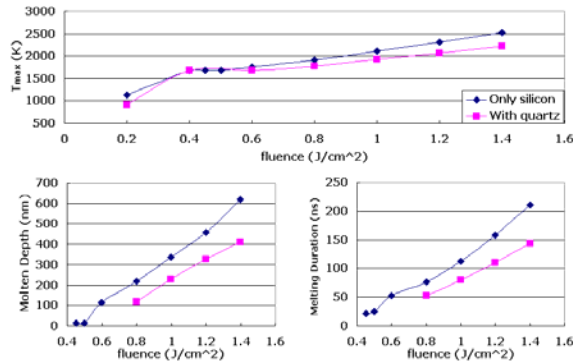 3000
2500
2000
1500
1000
500
Tmax (K)
0 0.2 0.4 0.6 0.8 1 1.2 1.4 1.6
fluence (J/cm^2)
Only silicon
With quartz
700
600
500
400
300
200
100
0
Molten Depth (nm)
0.4 0.6 0.8 1 1.2 1.4 1.6
fluence (J/cm^2)
250
200
150
100
50
0
Melting Duration (ns)
0.4 0.6 0.8 1 1.2 1.4 1.6
fluence (J/cm^2)